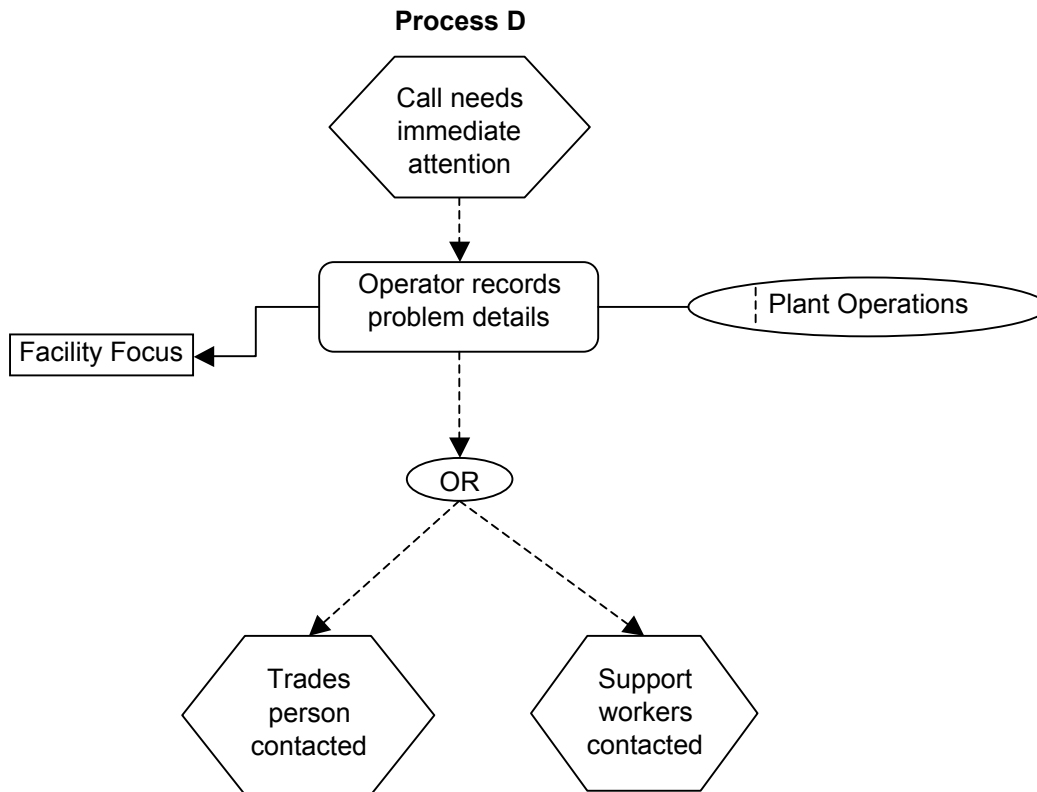 Process D
Call needs
immediate
attention
Operator records
problem details
Plant Operations
Facility Focus
OR
Trades
person
contacted
Support
workers
contacted